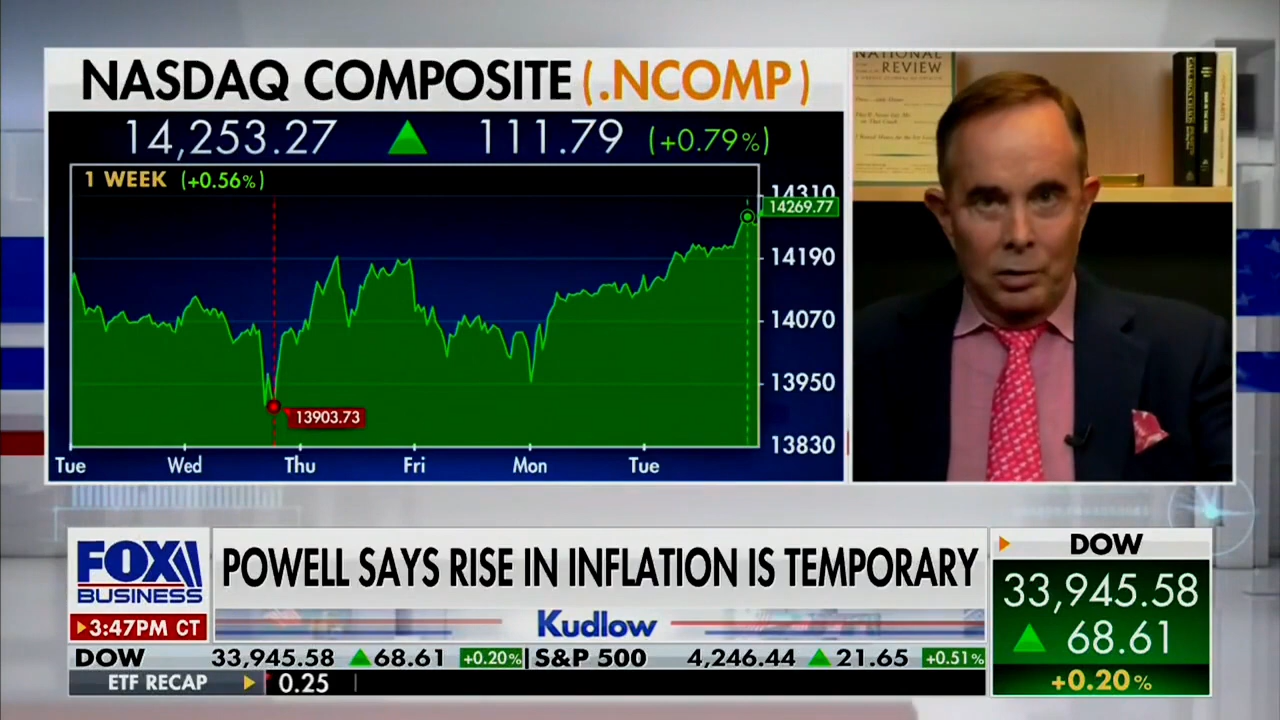 NASDAQ COMPOSITE (.NCOMP)
14,253.27 ▲ 111.79 (+0.79%)
1 WEEK (+0.56%)
14310
14269.77
14190
14070
13950
13830
13903.73
Tue Wed Thu Fri Mon Tue
NATIONAL
REVIEW
FOX
BUSINESS
3:47PM CT
POWELL SAYS RISE IN INFLATION IS TEMPORARY
Kudlow
DOW 33,945.58 ▲ 68.61 +0.20% S&P 500 4,246.44 ▲ 21.65 +0.51%
ETF RECAP 0.25
DOW
33,945.58
▲ 68.61
+0.20%